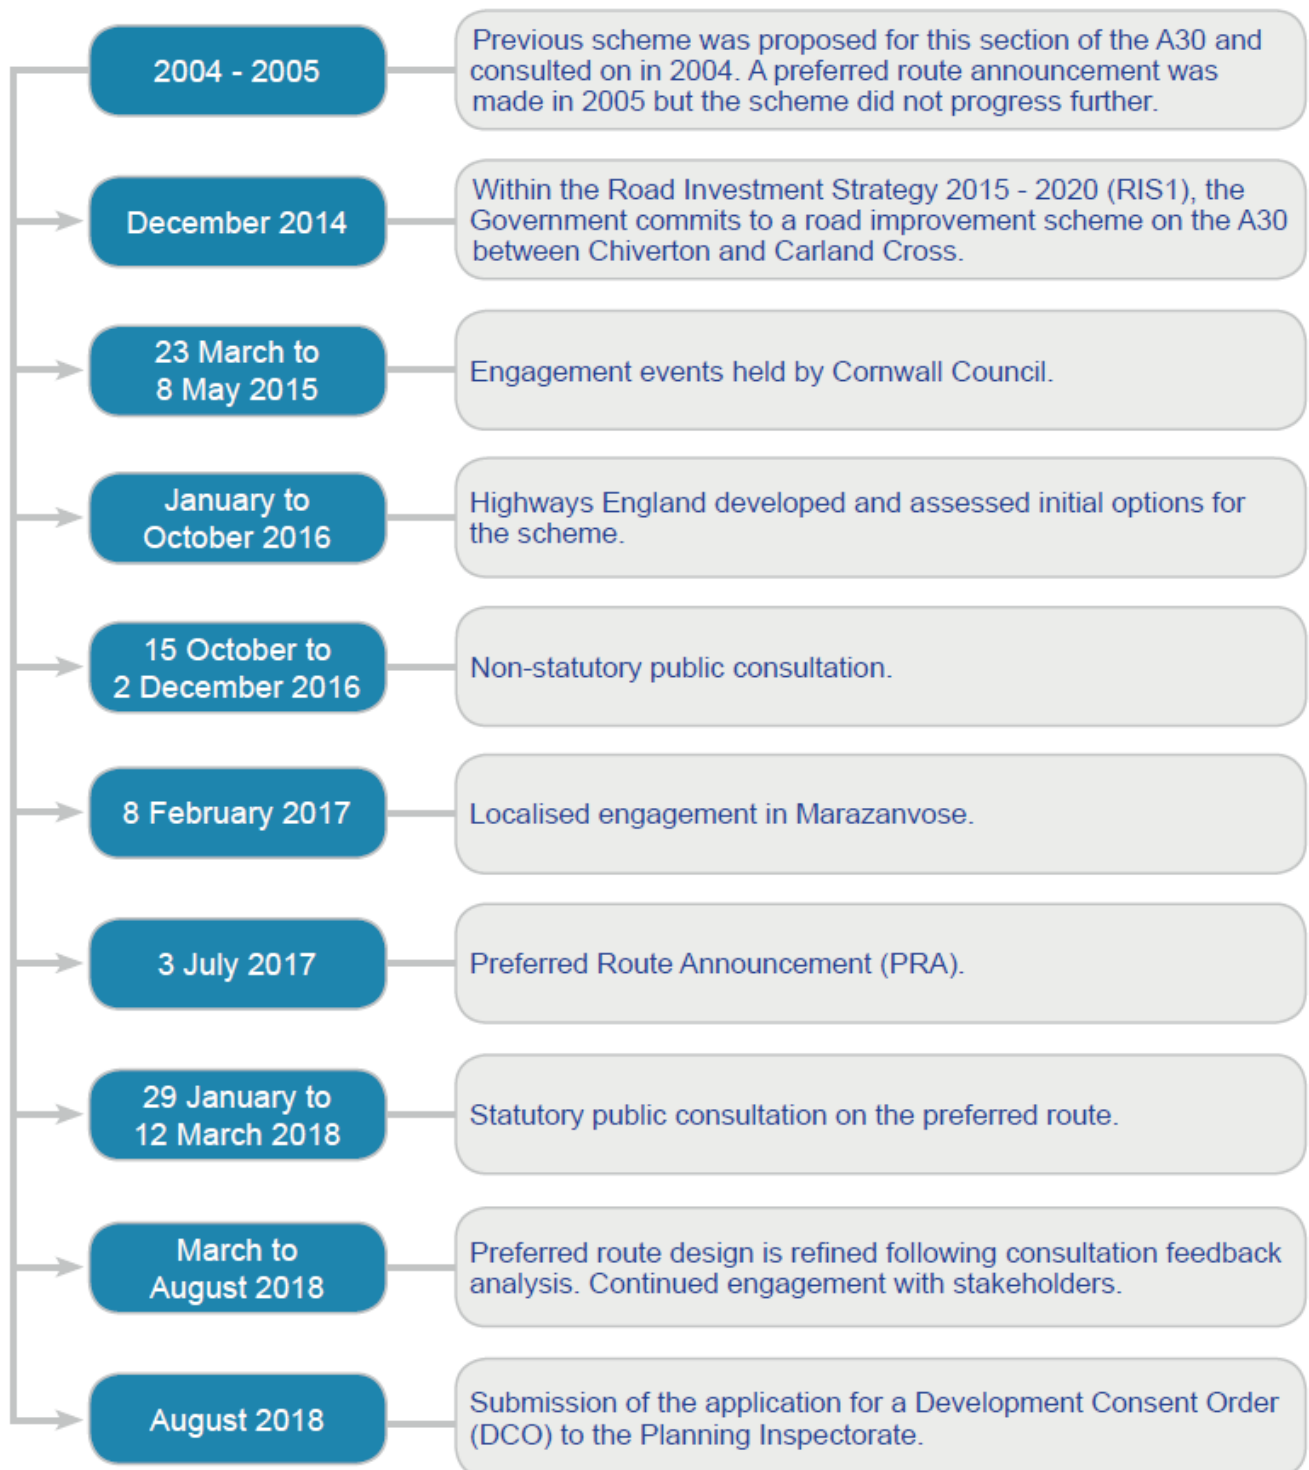 2004 - 2005
Previous scheme was proposed for this section of the A30 and
consulted on in 2004. A preferred route announcement was
made in 2005 but the scheme did not progress further.
December 2014
Within the Road Investment Strategy 2015 - 2020 (RIS1), the
Government commits to a road improvement scheme on the A30
between Chiverton and Carland Cross.
23 March to
8 May 2015
Engagement events held by Cornwall Council.
January to
October 2016
Highways England developed and assessed initial options for
the scheme.
15 October to
2 December 2016
Non-statutory public consultation.
8 February 2017
Localised engagement in Marazanvose.
3 July 2017
Preferred Route Announcement (PRA).
29 January to
12 March 2018
Statutory public consultation on the preferred route.
March to
August 2018
Preferred route design is refined following consultation feedback
analysis. Continued engagement with stakeholders.
August 2018
Submission of the application for a Development Consent Order
(DCO) to the Planning Inspectorate.